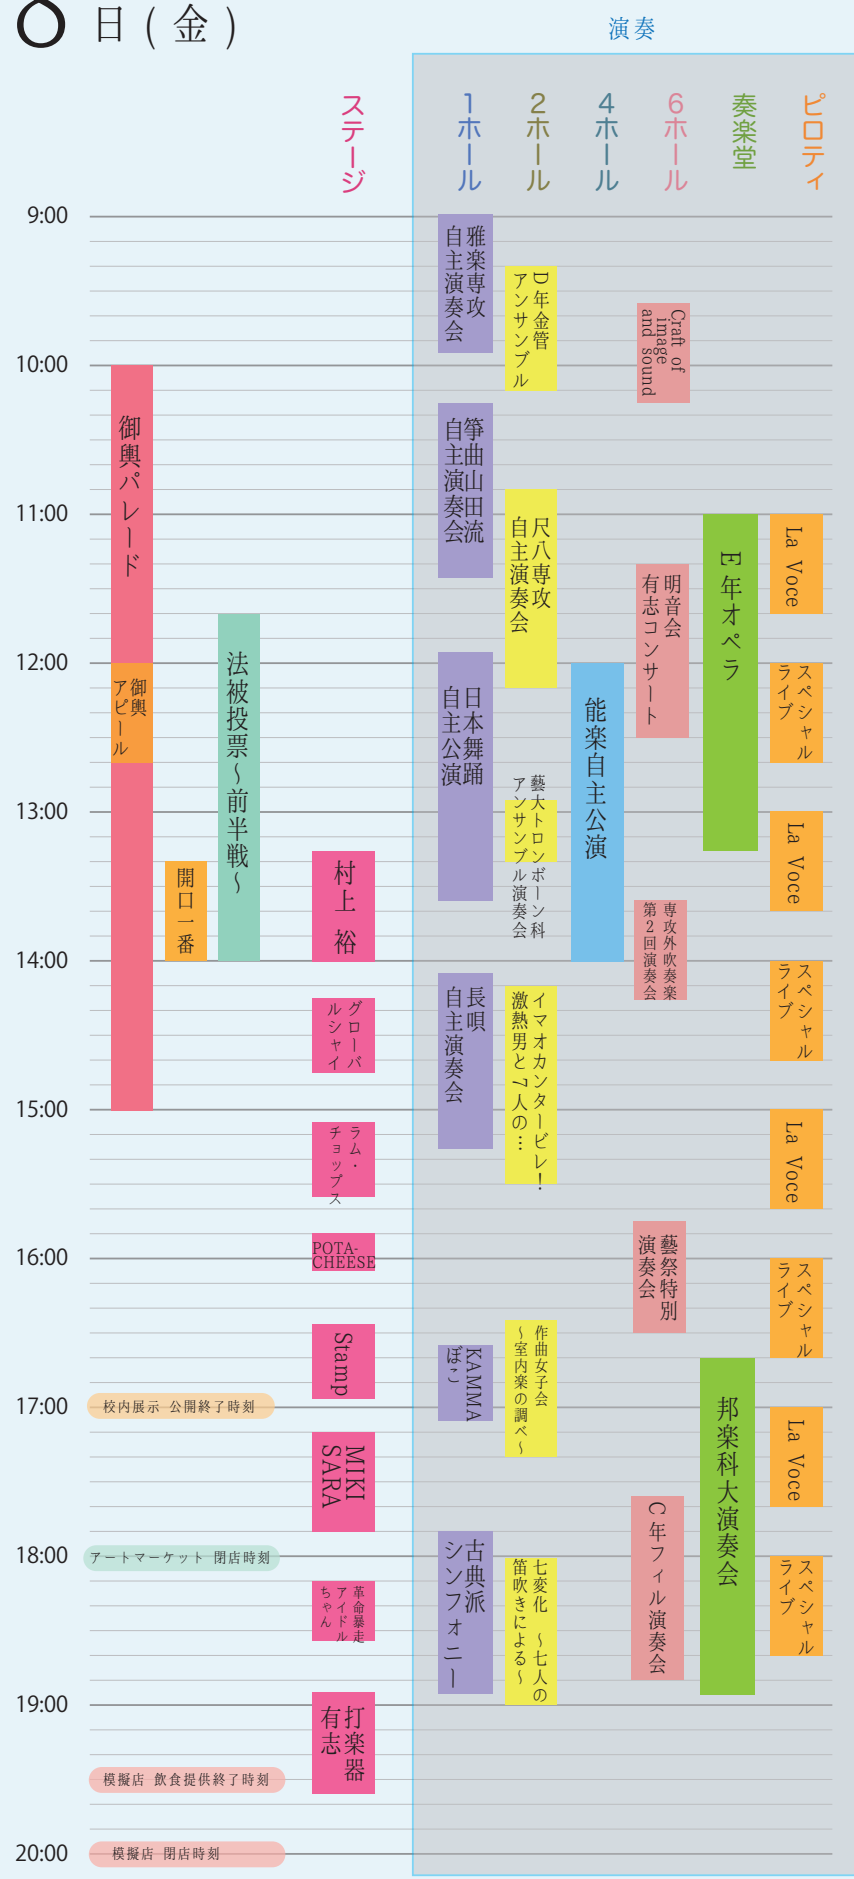 日(金)
演奏
ステージ
1ホール
2ホール
4ホール
6ホール
奏楽堂
ピロティ
9:00
10:00
11:00
12:00
13:00
14:00
15:00
16:00
17:00
18:00
19:00
20:00
御輿パレード
御輿
アピール
開口一番
法被投票～前半戦～
校内展示 公開終了時刻
アートマーケット 閉店時刻
模擬店 飲食提供終了時刻
模擬店 閉店時刻
村上 裕
グローバ
ルシャイ
ラム・
チョップス
POTA-
CHEESE
Stamp
MIKI
SARA
革命暴走
アイドル
ちゃん
打楽器
有志
雅楽専攻
自主演奏会
箏曲山田流
自主演奏会
日本舞踊
自主公演
長唄
自主演奏会
KAMMA
ぼこ
古典派
シンフォニー
D年金管
アンサンブル
尺八専攻
自主演奏会
藝大トロンボーン科
アンサンブル演奏会
イマオカンタービレ!
激熱男と7人の…
作曲女子会
～室内楽の調べ～
七変化 ～七人の
笛吹きによる～
能楽自主公演
Craft of
image
and sound
明音会
有志コンサート
専攻外吹奏楽
第2回演奏会
藝祭特別
演奏会
C年フィル演奏会
E年オペラ
邦楽科大演奏会
La Voce
スペシャル
ライブ
La Voce
スペシャル
ライブ
La Voce
スペシャル
ライブ
La Voce
スペシャル
ライブ